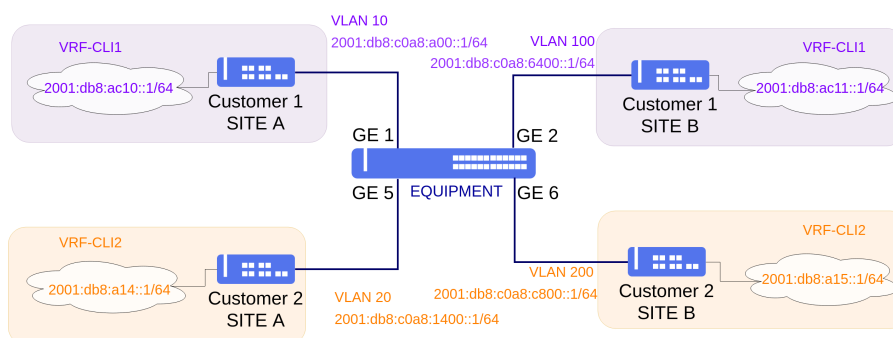 VLAN 10
2001:db8:c0a8:a00::1/64
VRF-CLI1
2001:db8:ac10::1/64
Customer 1
SITE A
VLAN 100
2001:db8:c0a8:6400::1/64
VRF-CLI1
2001:db8:ac11::1/64
Customer 1
SITE B
GE 1
GE 2
GE 5
EQUIPMENT
GE 6
VRF-CLI2
2001:db8:a14::1/64
Customer 2
SITE A
VLAN 20
2001:db8:c0a8:1400::1/64
VLAN 200
2001:db8:c0a8:c800::1/64
VRF-CLI2
2001:db8:a15::1/64
Customer 2
SITE B